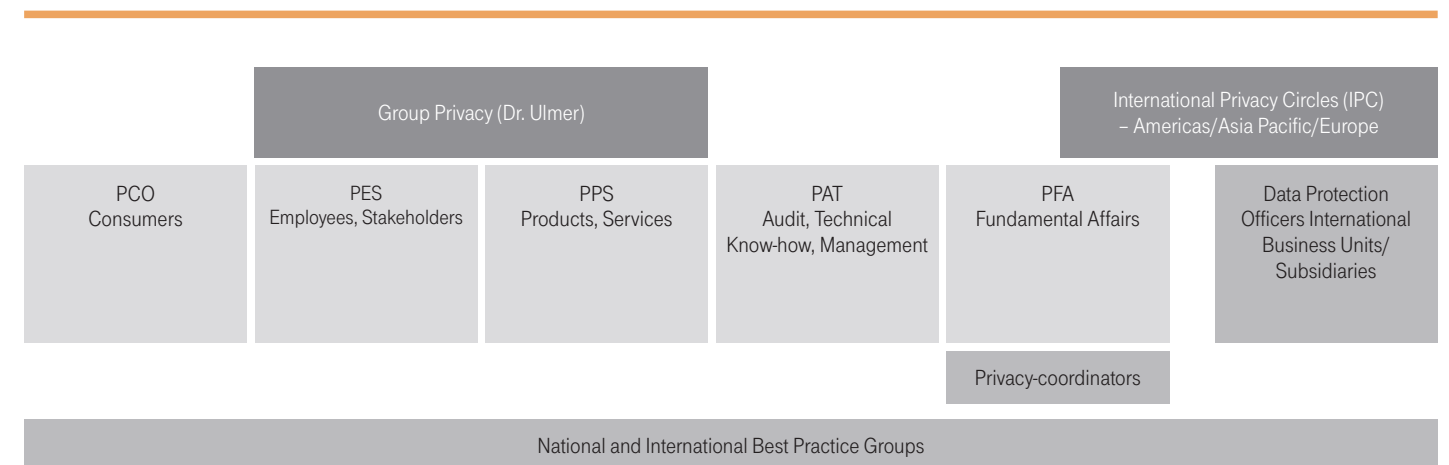 Group Privacy (Dr. Ulmer)
International Privacy Circles (IPC)
– Americas/Asia Pacific/Europe
PCO
Consumers
PES
Employees, Stakeholders
PPS
Products, Services
PAT
Audit, Technical
Know-how, Management
PFA
Fundamental Affairs
Data Protection
Officers International
Business Units/
Subsidiaries
Privacy-coordinators
National and International Best Practice Groups